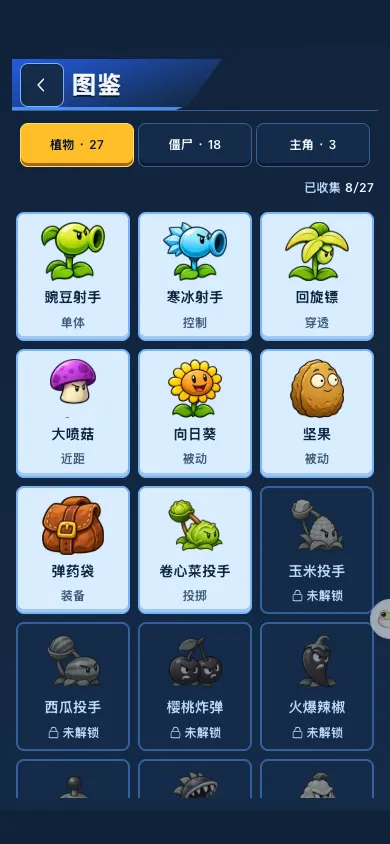 图鉴
植物 · 27
僵尸 · 18
主角 · 3
已收集 8/27
豌豆射手
寒冰射手
回旋镖
单体
控制
穿透
大喷菇
向日葵
坚果
近距
被动
被动
弹药袋
卷心菜投手
玉米投手
装备
投掷
未解锁
西瓜投手
樱桃炸弹
火爆辣椒
未解锁
未解锁
未解锁